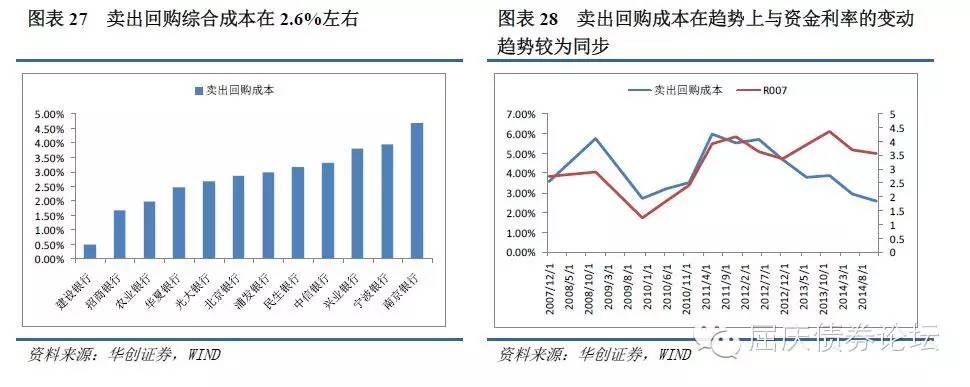 图表 27 卖出回购综合成本在 2.6%左右
卖出回购成本
5.00%
4.50%
4.00%
3.50%
3.00%
2.50%
2.00%
1.50%
1.00%
0.50%
0.00%
建设银行
招商银行
农业银行
华夏银行
光大银行
北京银行
浦发银行
民生银行
中信银行
兴业银行
宁波银行
南京银行
资料来源：华创证券，WIND
图表 28 卖出回购成本在趋势上与资金利率的变动
趋势较为同步
卖出回购成本
R007
7.00%
6.00%
5.00%
4.00%
3.00%
2.00%
1.00%
0.00%
5
4.5
4
3.5
3
2.5
2
1.5
1
0.5
0
2007/12/1
2008/5/1
2008/10/1
2009/3/1
2009/8/1
2010/1/1
2010/6/1
2010/11/1
2011/4/1
2011/9/1
2012/2/1
2012/7/1
2012/12/1
2013/5/1
2013/10/1
2014/3/1
2014/8/1
资料来源：华创证券，WIND
屈庆债券论坛